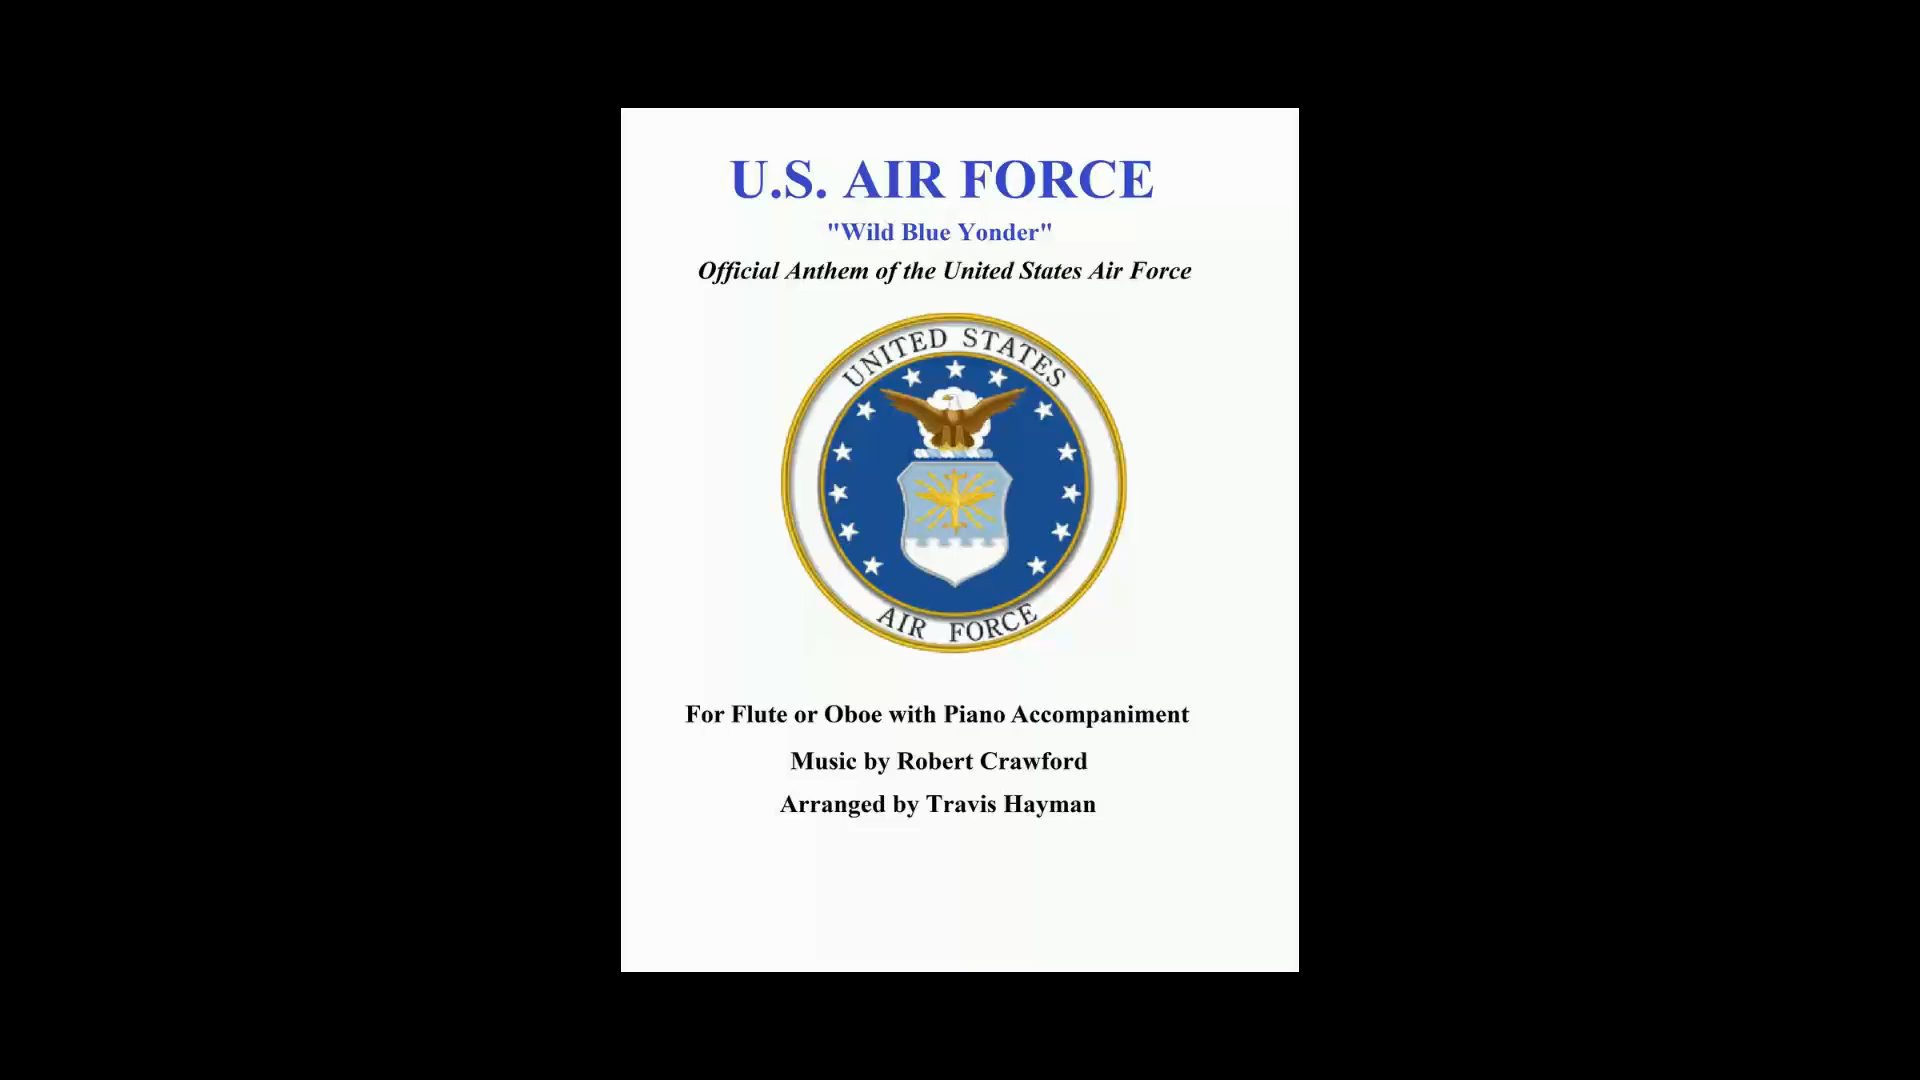 U.S. AIR FORCE
"Wild Blue Yonder"
Official Anthem of the United States Air Force
UNITED STATES
AIR FORCE
For Flute or Oboe with Piano Accompaniment
Music by Robert Crawford
Arranged by Travis Hayman